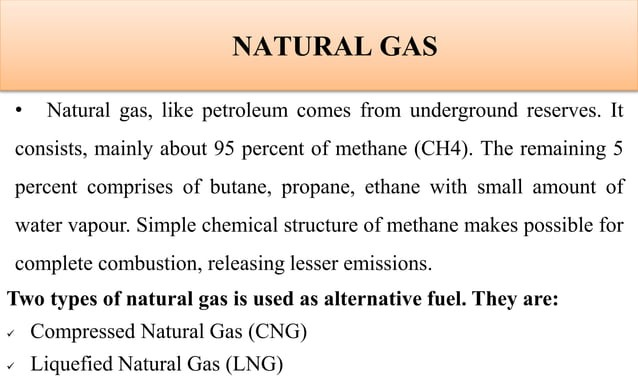 NATURAL GAS
• Natural gas, like petroleum comes from underground reserves. It
consists, mainly about 95 percent of methane (CH4). The remaining 5
percent comprises of butane, propane, ethane with small amount of
water vapour. Simple chemical structure of methane makes possible for
complete combustion, releasing lesser emissions.
Two types of natural gas is used as alternative fuel. They are:
✓ Compressed Natural Gas (CNG)
✓ Liquefied Natural Gas (LNG)